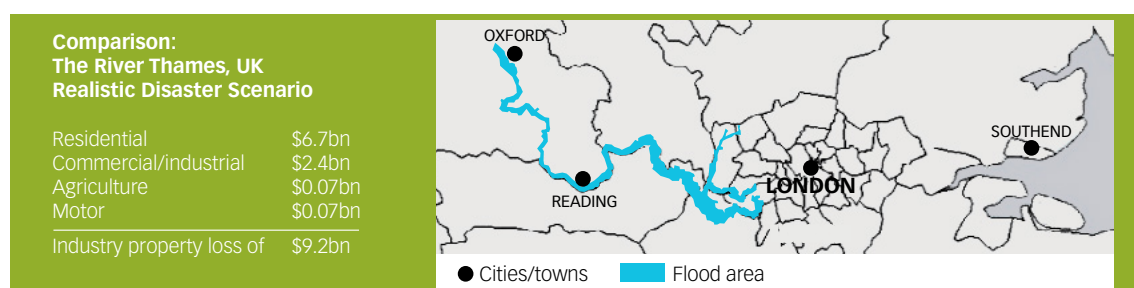 Comparison:
The River Thames, UK
Realistic Disaster Scenario
Residential $6.7bn
Commercial/industrial $2.4bn
Agriculture $0.07bn
Motor $0.07bn
Industry property loss of $9.2bn
OXFORD
READING
LONDON
SOUTHEND
Cities/towns
Flood area